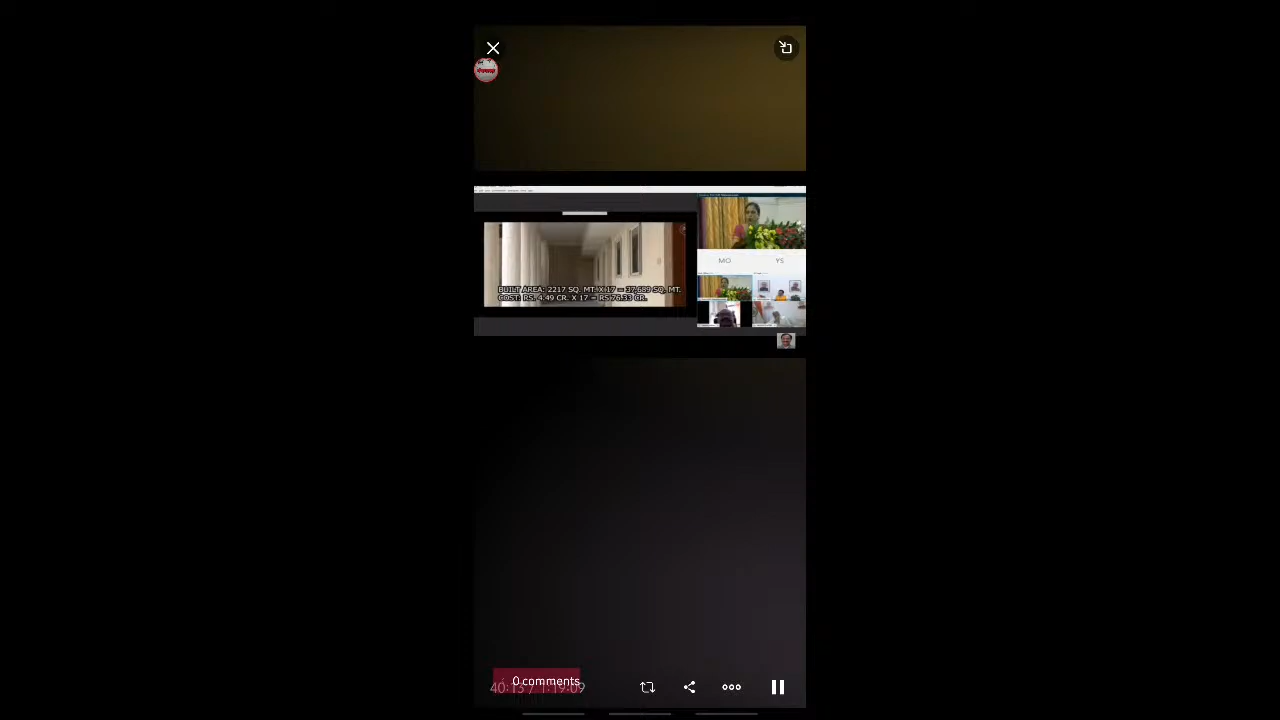 BUILT AREA: 2217 SQ. MT. X 17 = 37,689 SQ. MT.
COST: RS. 4.49 CR. X 17 = RS 76.33 CR.
MO
YS
0 comments
40:13 / 1:19:09